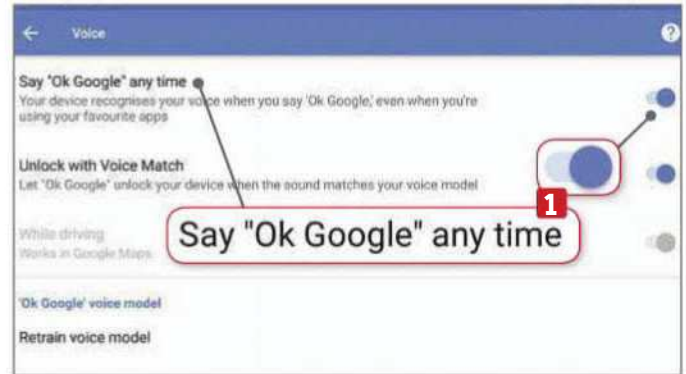 ← Voice ?
Say "Ok Google" any time
Your device recognises your voice when you say 'Ok Google,' even when you're
using your favourite apps
Unlock with Voice Match
Let "Ok Google" unlock your device when the sound matches your voice model
1
Say "Ok Google" any time
While driving
Works in Google Maps
'Ok Google' voice model
Retrain voice model